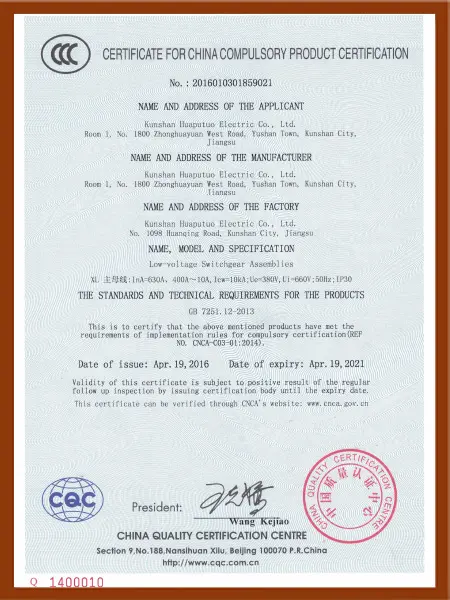 CCC
CERTIFICATE FOR CHINA COMPULSORY PRODUCT CERTIFICATION
No.: 2016010301859021
NAME AND ADDRESS OF THE APPLICANT
Kunshan Huaputuo Electric Co., Ltd.
Room 1, No. 1800 Zhonghuayuan West Road, Yushan Town, Kunshan City,
Jiangsu
NAME AND ADDRESS OF THE MANUFACTURER
Kunshan Huaputuo Electric Co., Ltd.
Room 1, No. 1800 Zhonghuayuan West Road, Yushan Town, Kunshan City,
Jiangsu
NAME AND ADDRESS OF THE FACTORY
Kunshan Huaputuo Electric Co., Ltd.
No. 1098 Huanqing Road, Kunshan City, Jiangsu
NAME, MODEL AND SPECIFICATION
Low-voltage Switchgear Assemblies
XL 主母线:InA=630A, 400A~10A,Icw=10kA;Ue=380V,Ui=660V;50Hz;IP30
THE STANDARDS AND TECHNICAL REQUIREMENTS FOR THE PRODUCTS
GB 7251.12-2013
This is to certify that the above mentioned products have met the
requirements of implementation rules for compulsory certification(REF
NO. CNCA-C03-01:2014).
Date of issue: Apr.19,2016 Date of expiry: Apr.19,2021
Validity of this certificate is subject to positive result of the regular
follow up inspection by issuing certification body until the expiry date.
This certificate can be verified through CNCA's website: www.cnca.gov.cn
CQC
President:
Wang Kejiao
CHINA QUALITY CERTIFICATION CENTRE
中国质量认证中心
CHINA QUALITY CERTIFICATION CENTRE
Section 9,No.188,Nansihuan Xilu, Beijing 100070 P.R.China
http://www.cqc.com.cn
Q 1400010